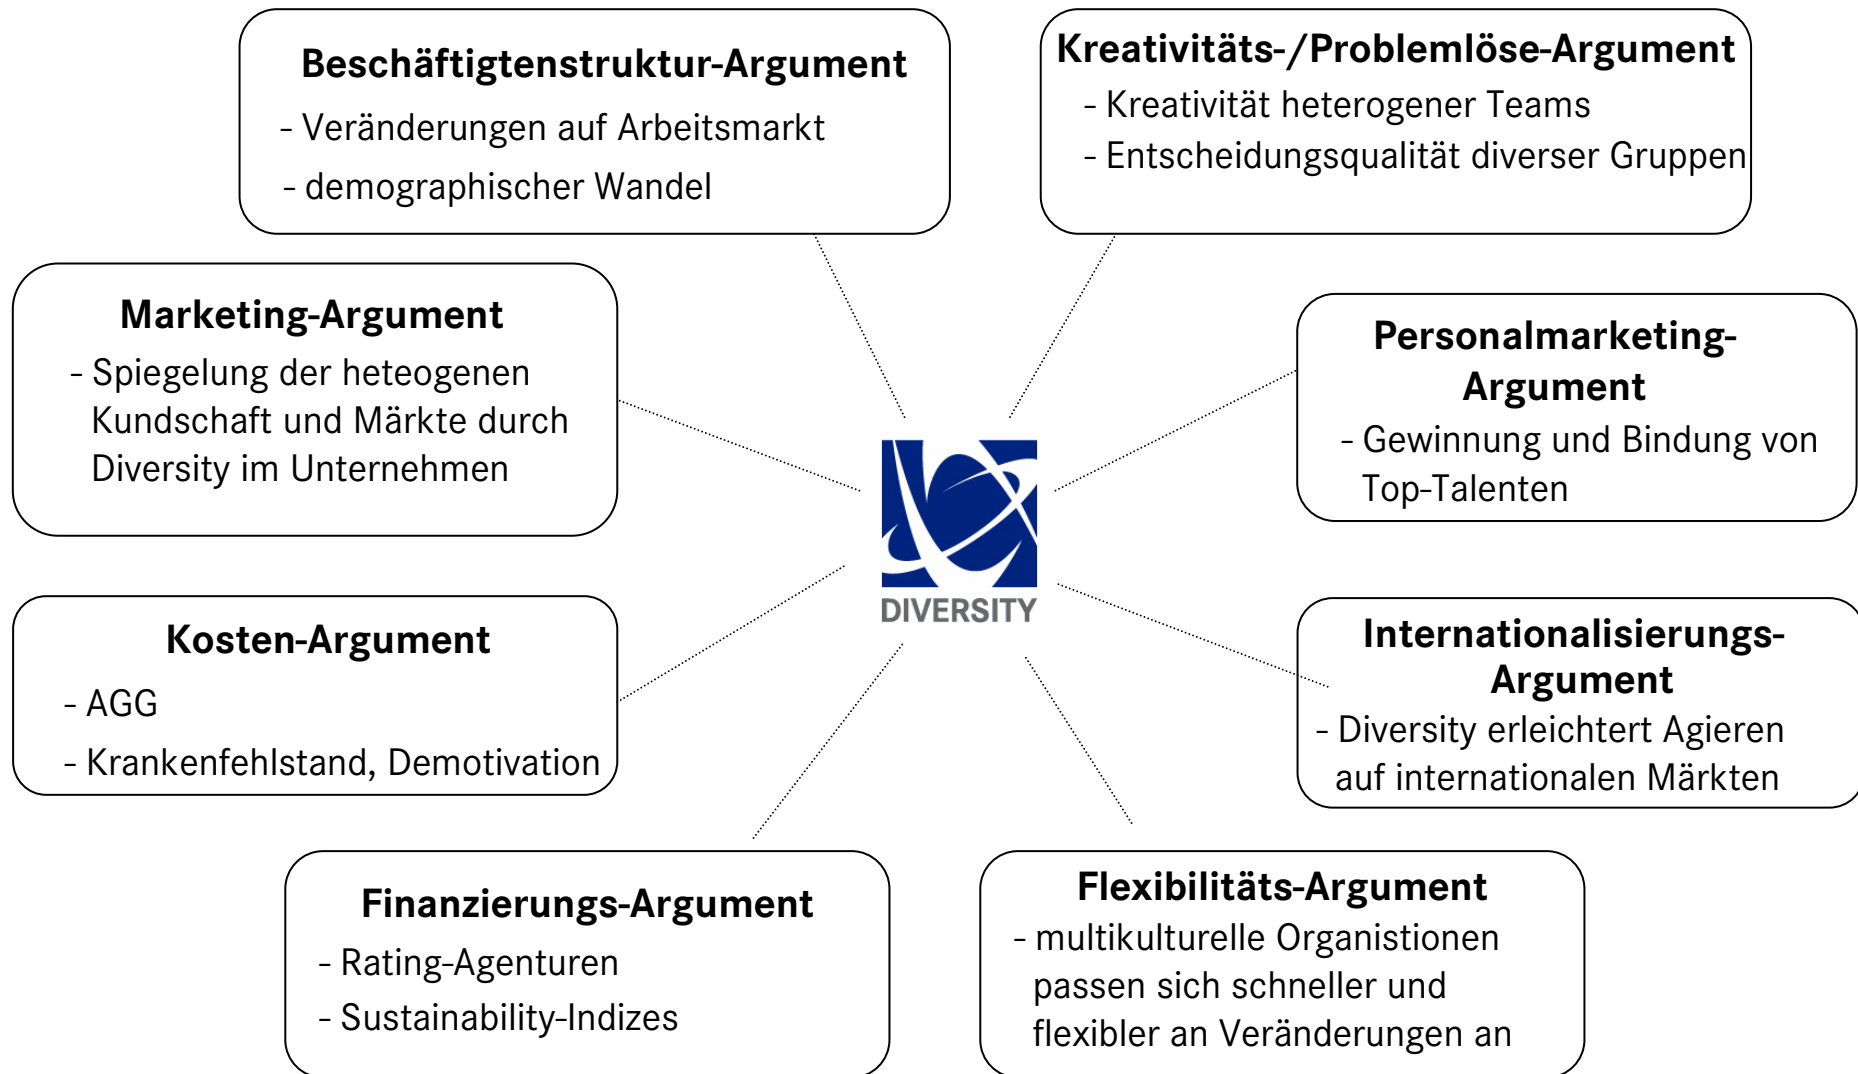 Beschäftigtenstruktur-Argument
- Veränderungen auf Arbeitsmarkt
- demographischer Wandel
Kreativitäts-/Problemlöse-Argument
- Kreativität heterogener Teams
- Entscheidungsqualität diverser Gruppen
Marketing-Argument
- Spiegelung der heteogenen
Kundschaft und Märkte durch
Diversity im Unternehmen
Personalmarketing-
Argument
- Gewinnung und Bindung von
Top-Talenten
DIVERSITY
Kosten-Argument
- AGG
- Krankenfehlstand, Demotivation
Internationalisierungs-
Argument
- Diversity erleichtert Agieren
auf internationalen Märkten
Finanzierungs-Argument
- Rating-Agenturen
- Sustainability-Indizes
Flexibilitäts-Argument
- multikulturelle Organistionen
passen sich schneller und
flexibler an Veränderungen an